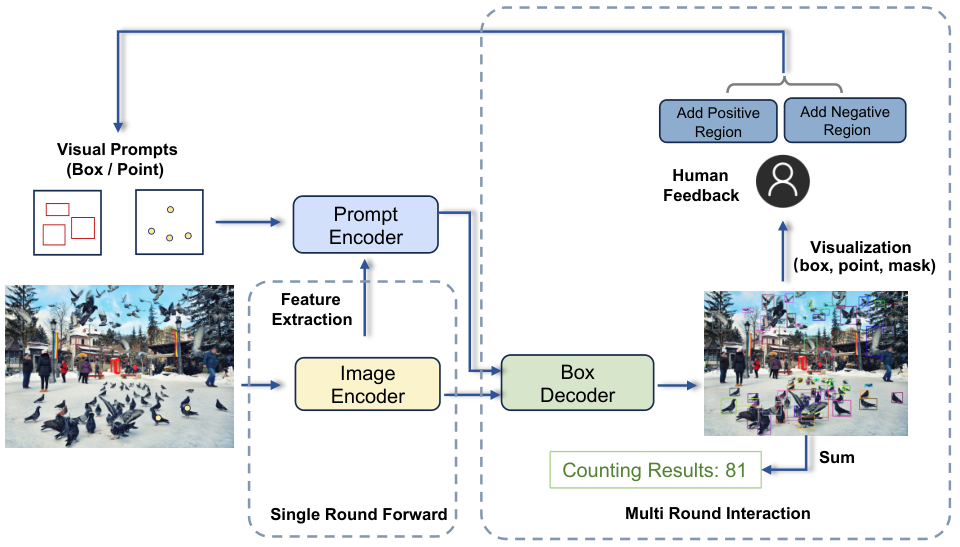 Add Positive
Region
Add Negative
Region
Visual Prompts
(Box / Point)
Human
Feedback
Prompt
Encoder
Visualization
(box, point, mask)
Feature
Extraction
Image
Encoder
Box
Decoder
Sum
Counting Results: 81
Single Round Forward
Multi Round Interaction